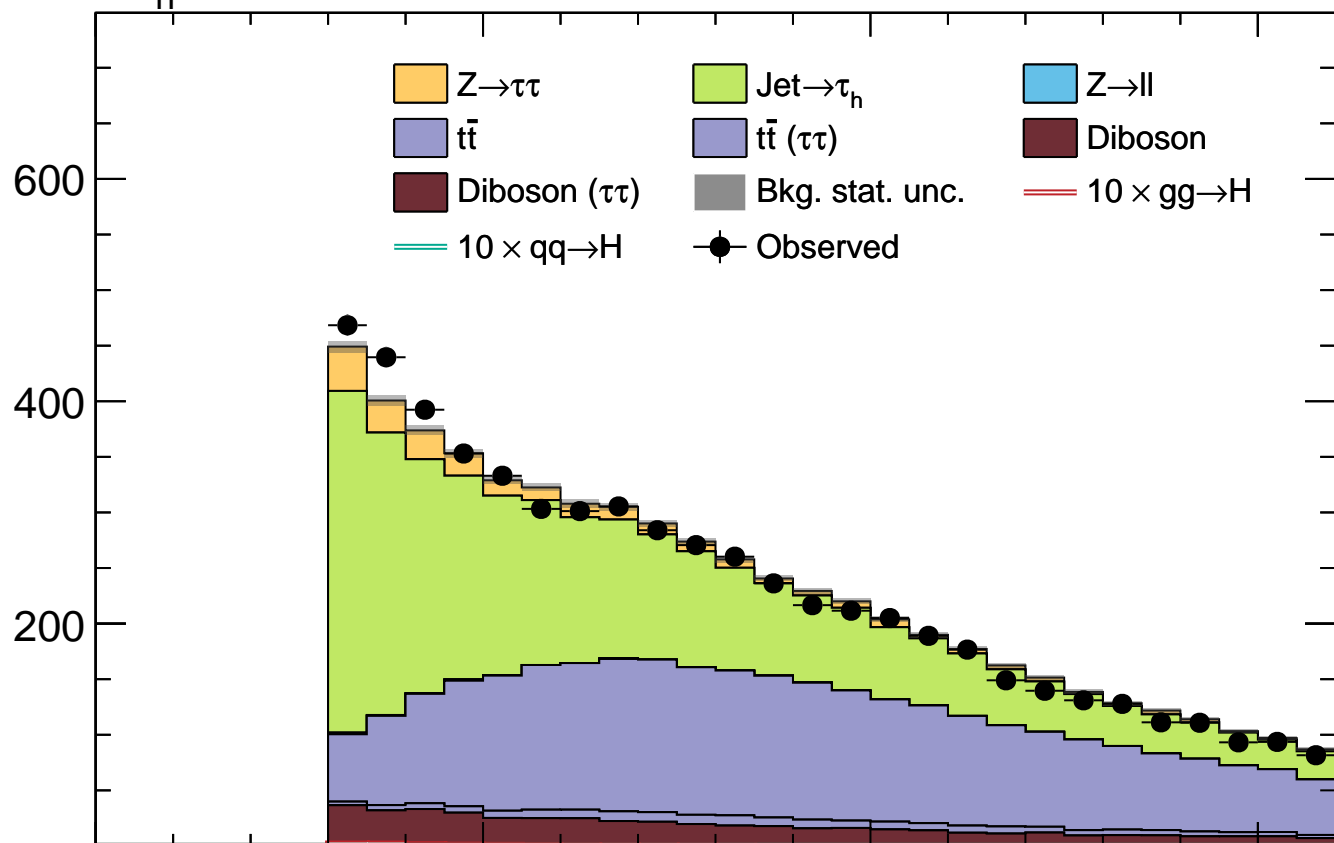 Z→ττ Jet→τh Z→ll
tt̄ tt̄ (ττ) Diboson
Diboson (ττ) Bkg. stat. unc. 10 × gg→H
10 × qq→H Observed
600
400
200